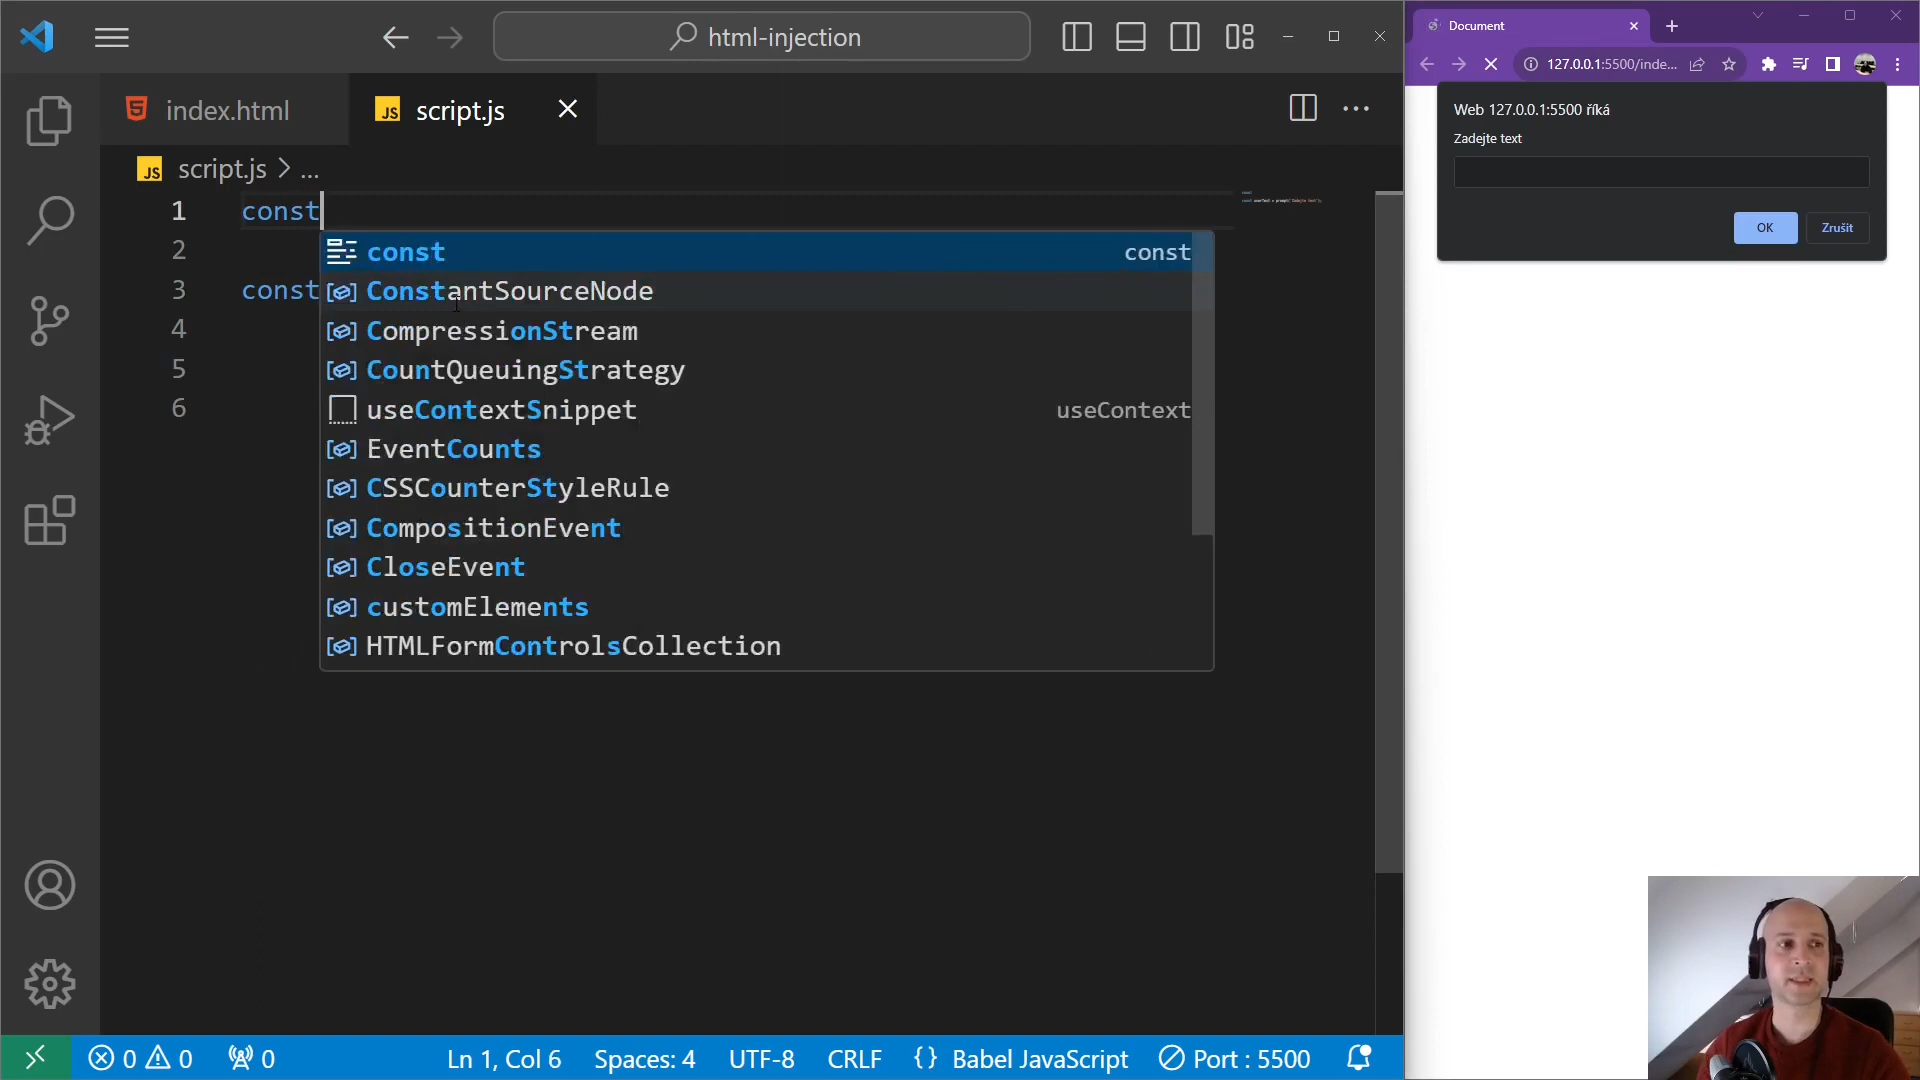 html-injection
index.html
JS script.js
JS script.js > ...
1 const
2
3 const
4
5
6
const const
ConstantSourceNode
CompressionStream
CountQueuingStrategy
useContextSnippet useContext
EventCounts
CSSCounterStyleRule
CompositionEvent
CloseEvent
customElements
HTMLFormControlsCollection
0 0 0
Ln 1, Col 6
Spaces: 4
UTF-8
CRLF
{} Babel JavaScript
Port : 5500
Document
127.0.0.1:5500/inde...
Web 127.0.0.1:5500 říká
Zadejte text
OK
Zrušit